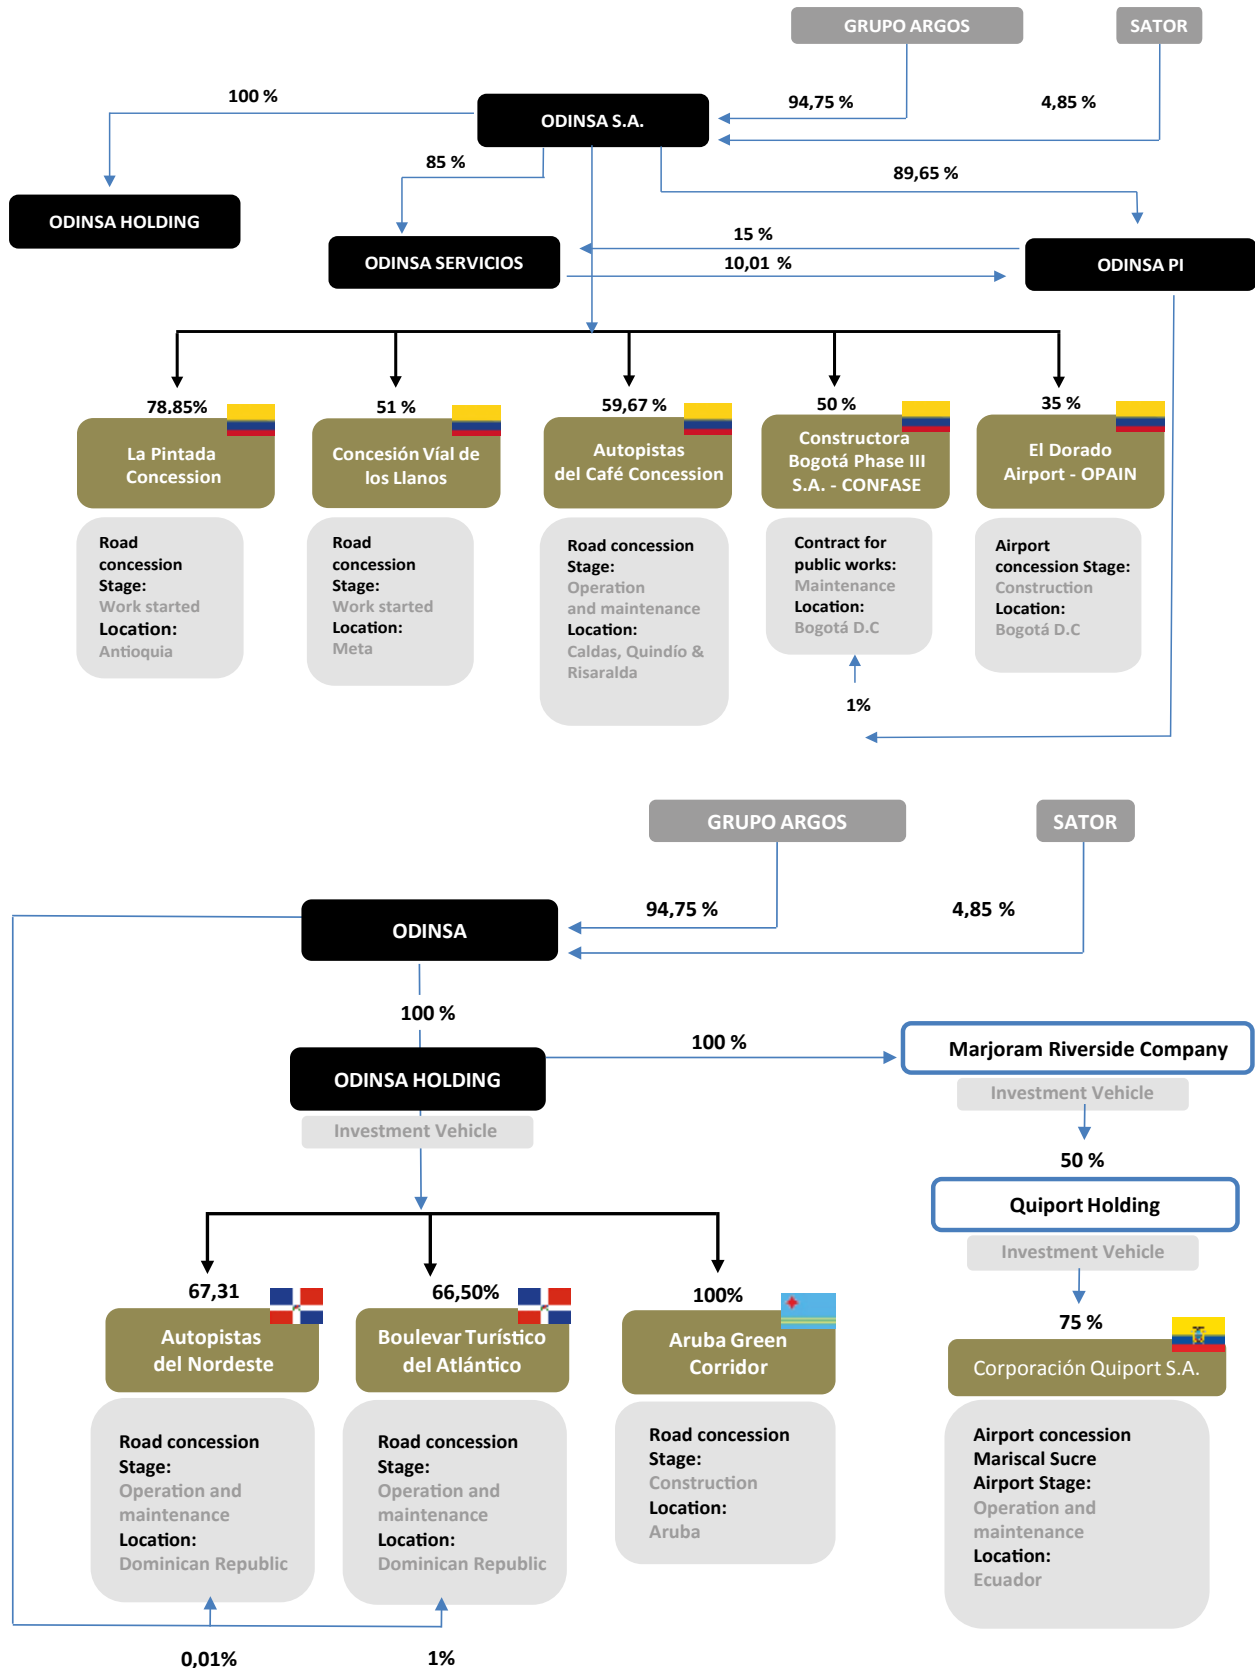 GRUPO ARGOS
SATOR
100 %
94,75 %
4,85 %
ODINSA S.A.
85 %
89,65 %
ODINSA HOLDING
ODINSA SERVICIOS
15 %
10,01 %
ODINSA PI
78,85%
La Pintada
Concession
Road
concession
Stage:
Work started
Location:
Antioquia
51 %
Concesión Víal de
los Llanos
Road
concession
Stage:
Work started
Location:
Meta
59,67 %
Autopistas
del Café Concession
Road concession
Stage:
Operation
and maintenance
Location:
Caldas, Quindío &
Risaralda
50 %
Constructora
Bogotá Phase III
S.A. - CONFASE
Contract for
public works:
Maintenance
Location:
Bogotá D.C
1%
35 %
El Dorado
Airport - OPAIN
Airport
concession Stage:
Construction
Location:
Bogotá D.C
GRUPO ARGOS
SATOR
94,75 %
4,85 %
ODINSA
100 %
ODINSA HOLDING
Investment Vehicle
100 %
Marjoram Riverside Company
Investment Vehicle
50 %
Quiport Holding
Investment Vehicle
67,31
Autopistas
del Nordeste
Road concession
Stage:
Operation and
maintenance
Location:
Dominican Republic
0,01%
66,50%
Boulevar Turístico
del Atlántico
Road concession
Stage:
Operation and
maintenance
Location:
Dominican Republic
1%
100%
Aruba Green
Corridor
Road concession
Stage:
Construction
Location:
Aruba
75 %
Corporación Quiport S.A.
Airport concession
Mariscal Sucre
Airport Stage:
Operation and
maintenance
Location:
Ecuador